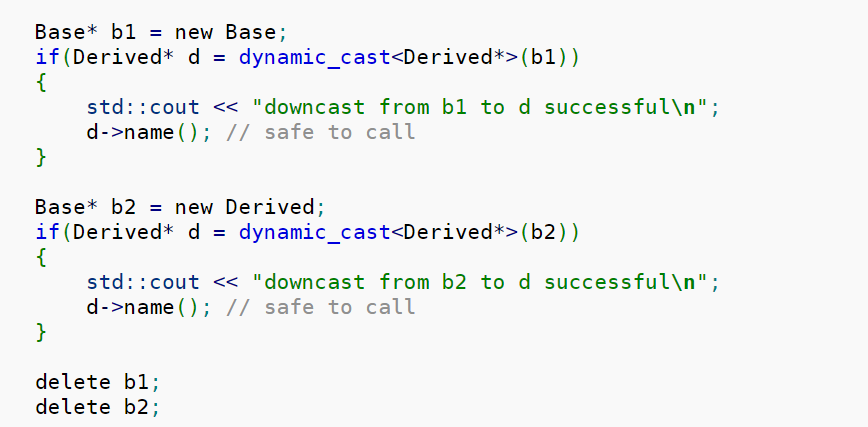 Base* b1 = new Base;
if(Derived* d = dynamic_cast<Derived*>(b1))
{
    std::cout << "downcast from b1 to d successful\n";
    d->name(); // safe to call
}

Base* b2 = new Derived;
if(Derived* d = dynamic_cast<Derived*>(b2))
{
    std::cout << "downcast from b2 to d successful\n";
    d->name(); // safe to call
}

delete b1;
delete b2;